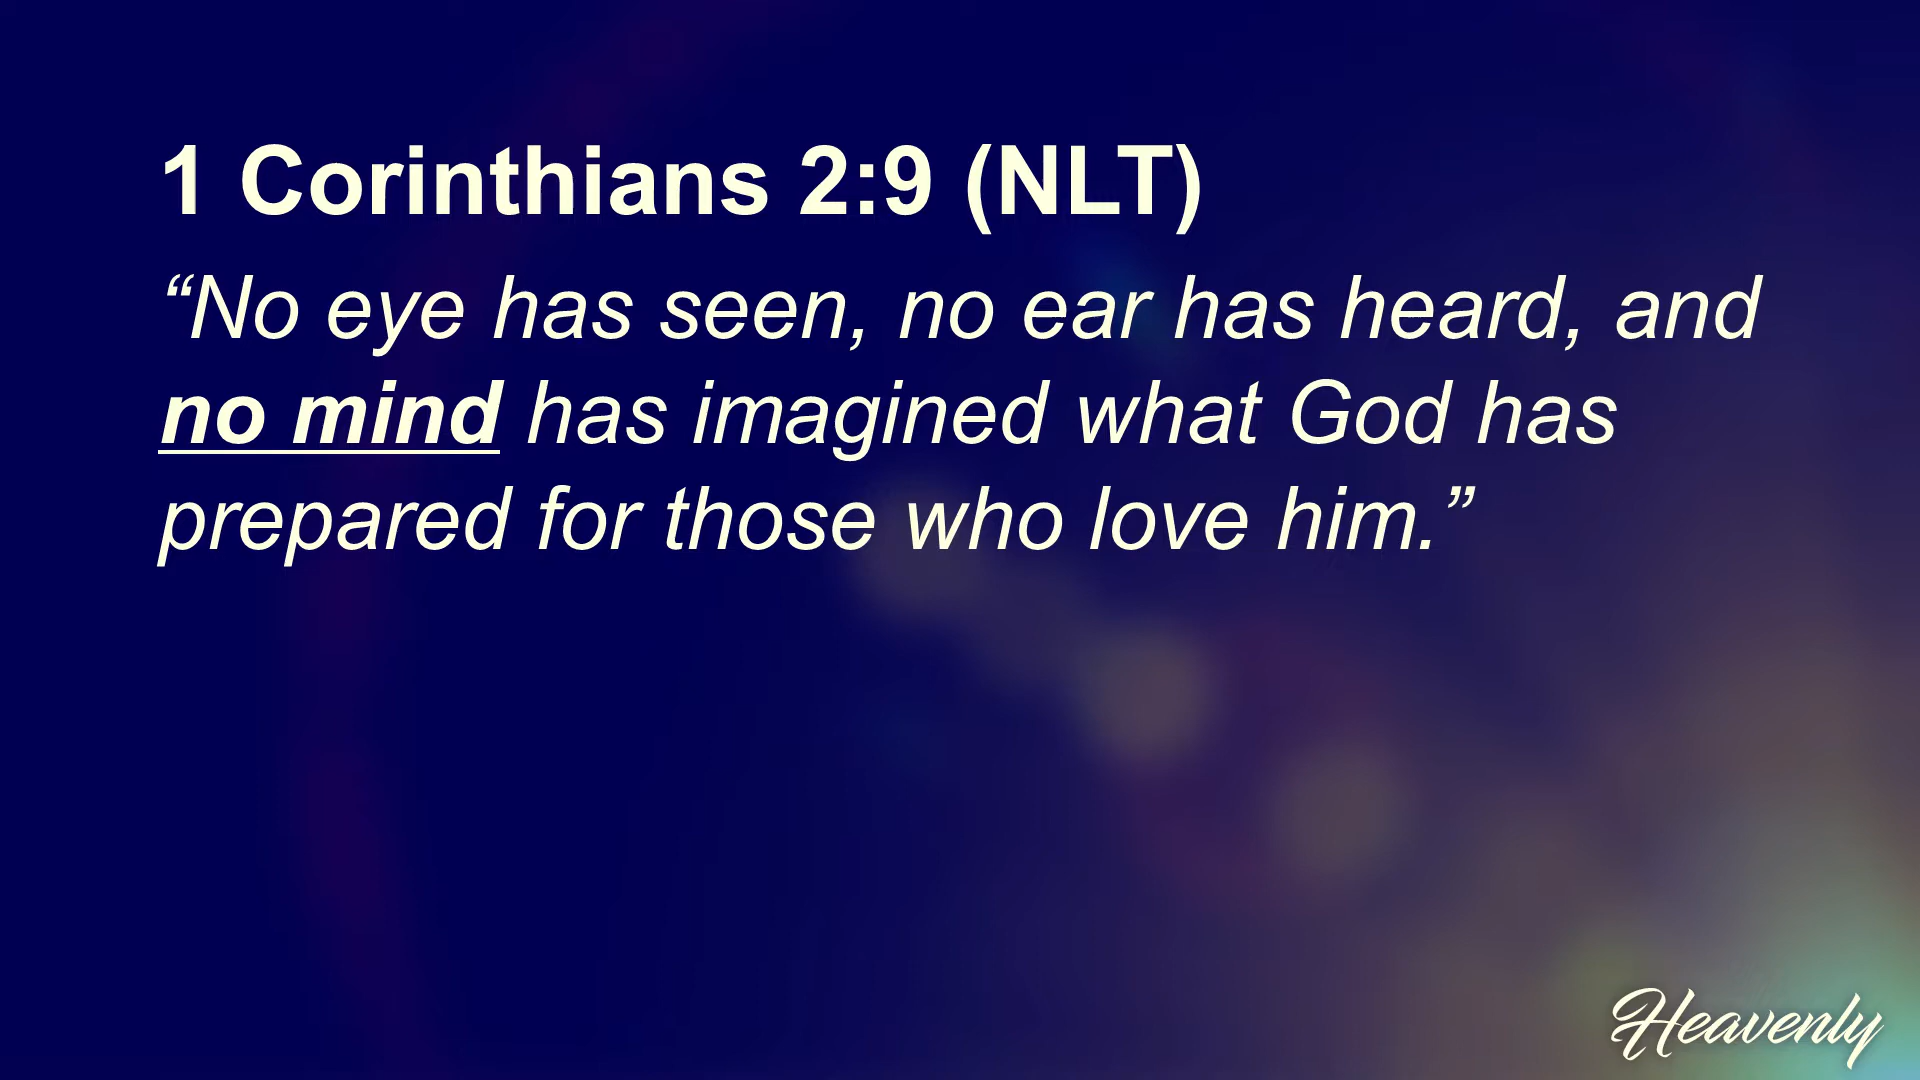 1 Corinthians 2:9 (NLT)
“No eye has seen, no ear has heard, and
no mind has imagined what God has
prepared for those who love him.”
Heavenly